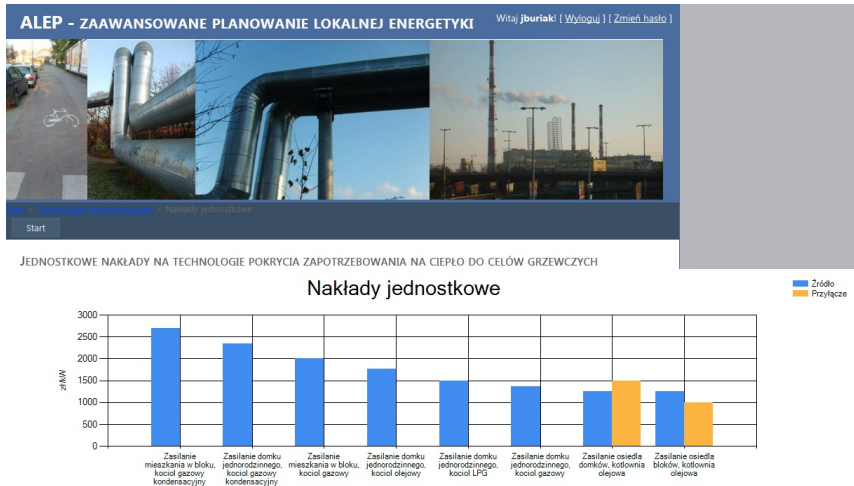 ALEP - ZAAWANSOWANE PLANOWANIE LOKALNEJ ENERGETYKI
Witaj jburiak! [ Wyloguj ] [ Zmień hasło ]
> Nakłady jednostkowe
Start
JEDNOSTKOWE NAKŁADY NA TECHNOLOGIE POKRYCIA ZAPOTRZEBOWANIA NA CIEPŁO DO CELÓW GRZEWCZYCH
Nakłady jednostkowe
Źródło
Przyłącze
zł/kW
3000
2500
2000
1500
1000
500
0
Zasilanie mieszkania w bloku, kocioł gazowy kondensacyjny
Zasilanie domku jednorodzinnego, kocioł gazowy kondensacyjny
Zasilanie mieszkania w bloku, kocioł gazowy
Zasilanie domku jednorodzinnego, kocioł olejowy
Zasilanie domku jednorodzinnego, kocioł LPG
Zasilanie domku jednorodzinnego, kocioł gazowy
Zasilanie osiedla domków, kotłownia olejowa
Zasilanie osiedla bloków, kotłownia olejowa